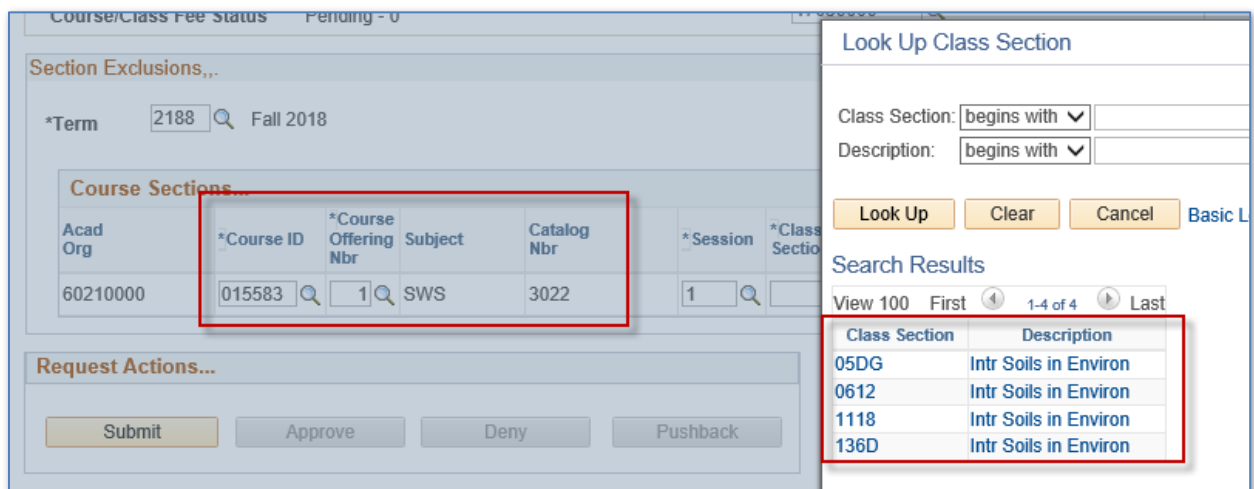 Course/Class Fee Status Pending - 0
Section Exclusions,,.
*Term 2188 Fall 2018
Course Sections...
Acad Org *Course ID *Course Offering Nbr Subject Catalog Nbr *Session *Class Sectio
60210000 015583 1 SWS 3022 1
Request Actions...
Submit Approve Deny Pushback
Look Up Class Section
Class Section: begins with
Description: begins with
Look Up Clear Cancel Basic L
Search Results
View 100 First 1-4 of 4 Last
Class Section Description
05DG Intr Soils in Environ
0612 Intr Soils in Environ
1118 Intr Soils in Environ
136D Intr Soils in Environ